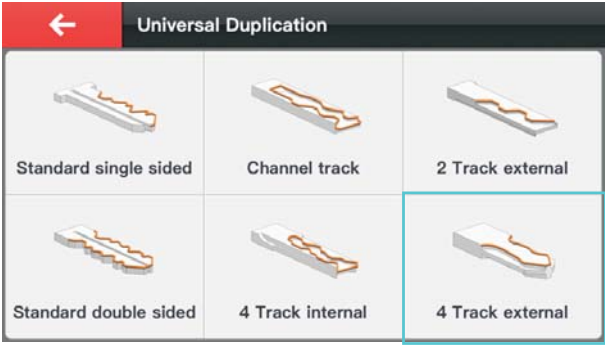 Universal Duplication
Standard single sided
Channel track
2 Track external
Standard double sided
4 Track internal
4 Track external